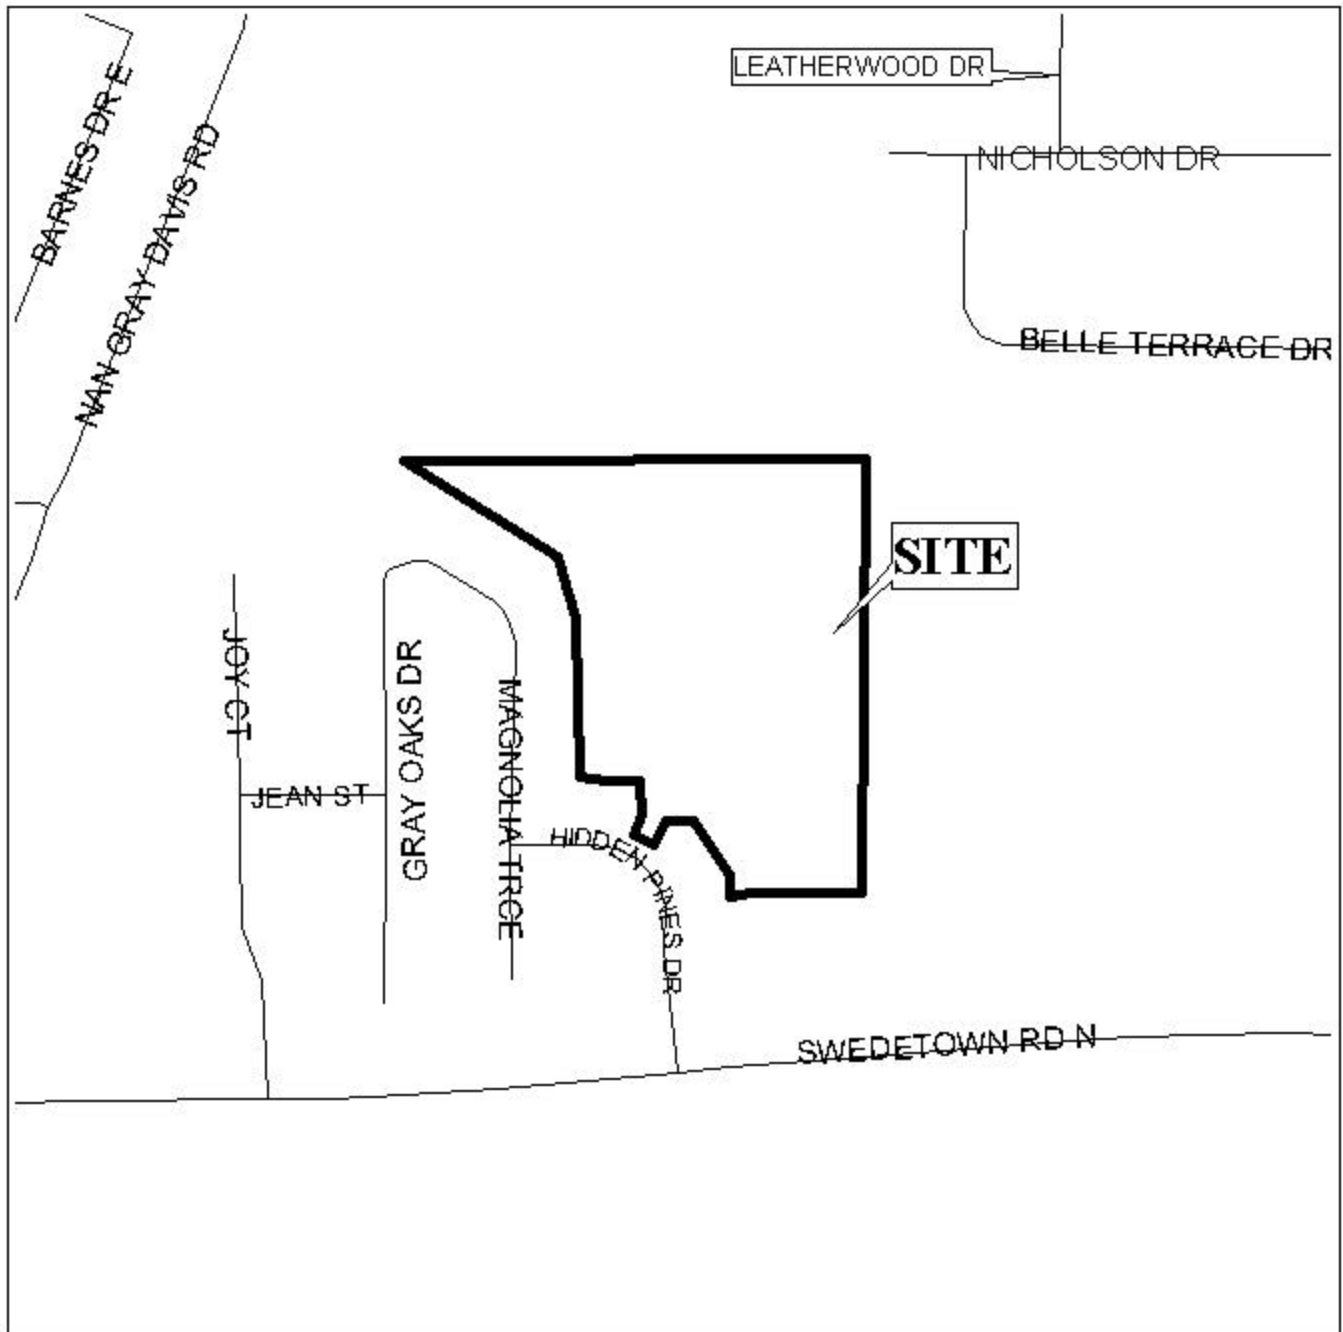 LEATHERWOOD DR
BARNES DR E
NAN GRAY DAVIS RD
NICHOLSON DR
BELLE TERRACE DR
SITE
JOY CT
GRAY OAKS DR
MAGNOLIA TRCE
JEAN ST
HIDDEN PINES DR
SWEDETOWN RD N